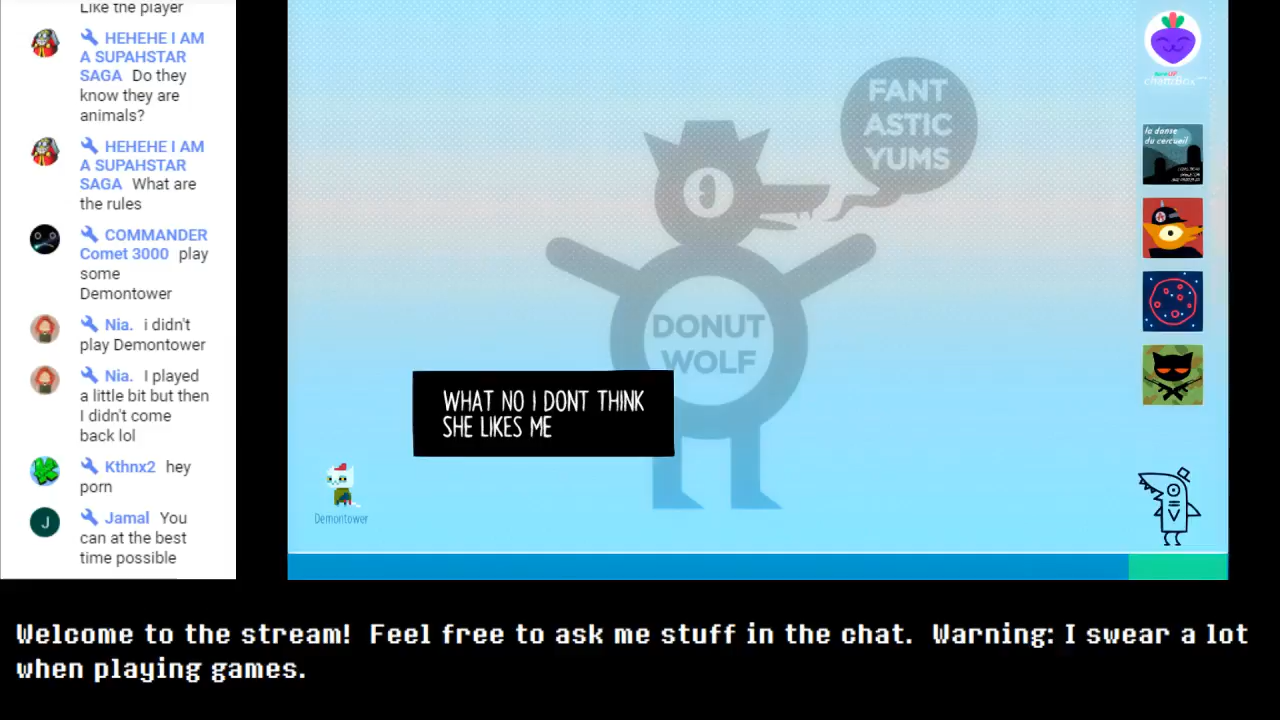 Like the player
HEHEHE I AM
A SUPAHSTAR
SAGA Do they
know they are
animals?
HEHEHE I AM
A SUPAHSTAR
SAGA What are
the rules
COMMANDER
Comet 3000 play
some
Demontower
Nia. i didn't
play Demontower
Nia. I played
a little bit but then
I didn't come
back lol
Kthnx2 hey
porn
Jamal You
can at the best
time possible
J
FANT
ASTIC
YUMS
DONUT
WOLF
WHAT NO I DONT THINK
SHE LIKES ME
Demontower
la danse
du cercueil
Welcome to the stream! Feel free to ask me stuff in the chat. Warning: I swear a lot
when playing games.